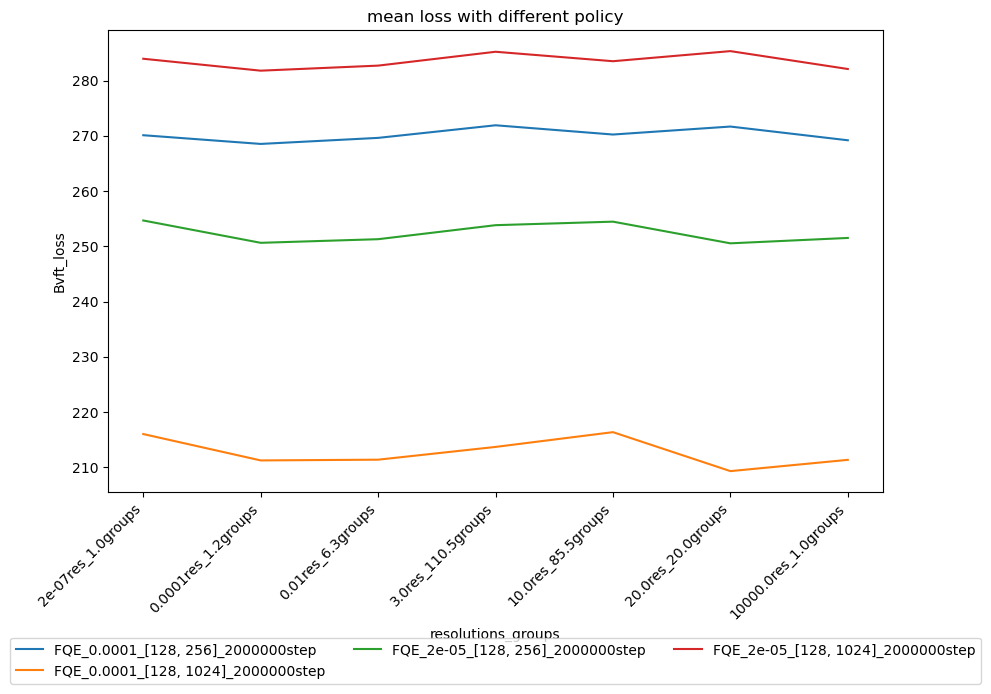 mean loss with different policy
Bvft_loss
280
270
260
250
240
230
220
210
2e-07res_1.0groups
0.0001res_1.2groups
0.01res_6.3groups
3.0res_110.5groups
10.0res_85.5groups
20.0res_20.0groups
10000.0res_1.0groups
resolutions_groups
FQE_0.0001_[128, 256]_2000000step
FQE_0.0001_[128, 1024]_2000000step
FQE_2e-05_[128, 256]_2000000step
FQE_2e-05_[128, 1024]_2000000step